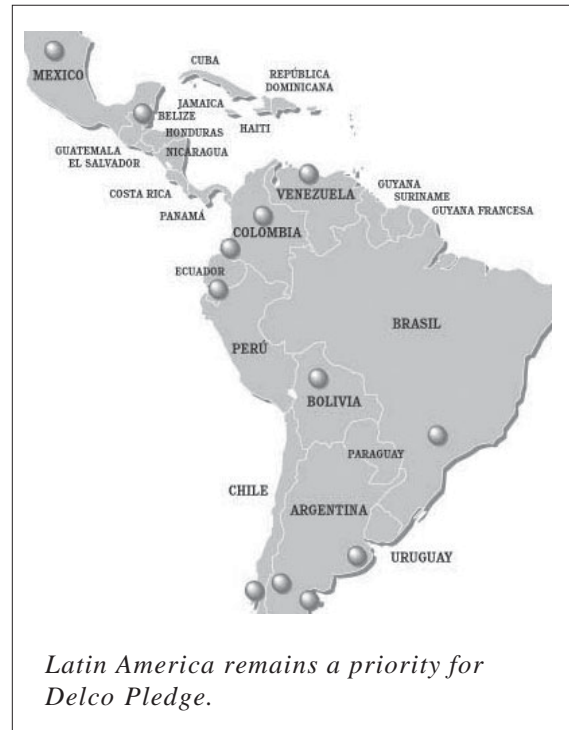 CUBA
REPÚBLICA
DOMINICANA
MEXICO
JAMAICA
BELIZE
HAITI
HONDURAS
GUATEMALA
EL SALVADOR
NICARAGUA
COSTA RICA
PANAMÁ
VENEZUELA
GUYANA
SURINAME
GUYANA FRANCESA
COLOMBIA
ECUADOR
BRASIL
PERÚ
BOLIVIA
PARAGUAY
CHILE
ARGENTINA
URUGUAY
Latin America remains a priority for
Delco Pledge.